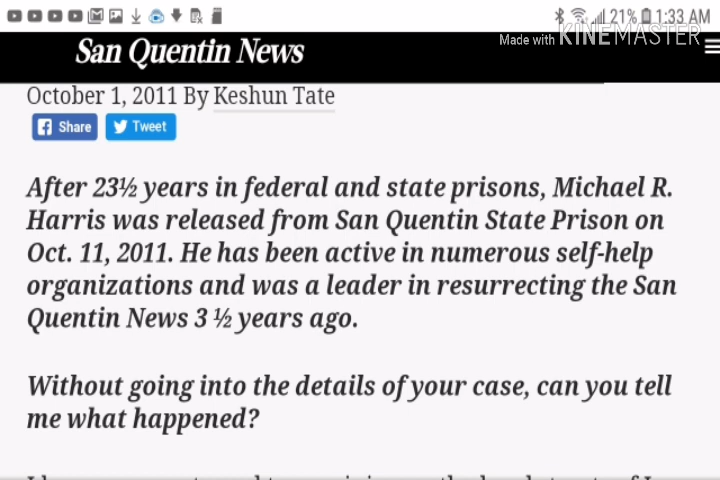 21% 1:33 AM
Made with KINEMASTER
San Quentin News
October 1, 2011 By Keshun Tate
Share Tweet
After 23½ years in federal and state prisons, Michael R.
Harris was released from San Quentin State Prison on
Oct. 11, 2011. He has been active in numerous self-help
organizations and was a leader in resurrecting the San
Quentin News 3 ½ years ago.
Without going into the details of your case, can you tell
me what happened?